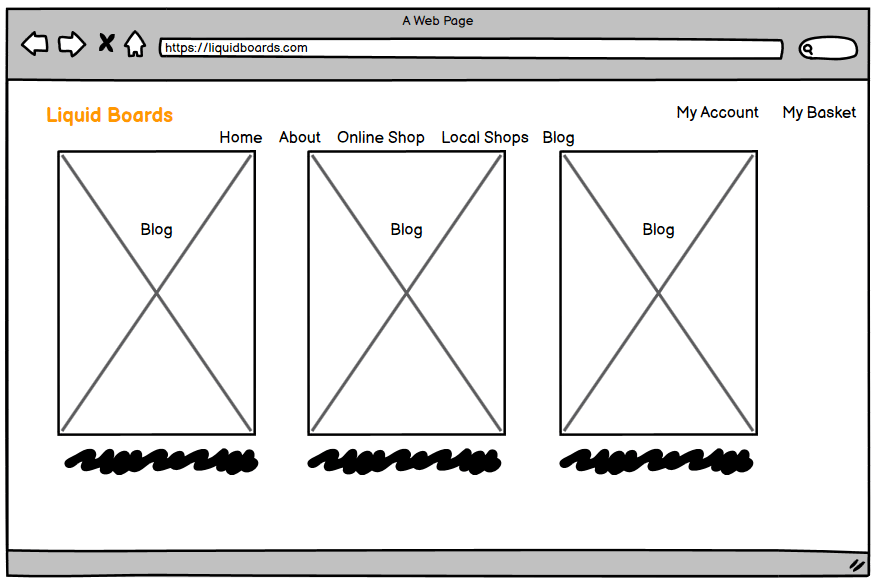 A Web Page
https://liquidboards.com
Liquid Boards
My Account My Basket
Home About Online Shop Local Shops Blog
Blog Blog Blog